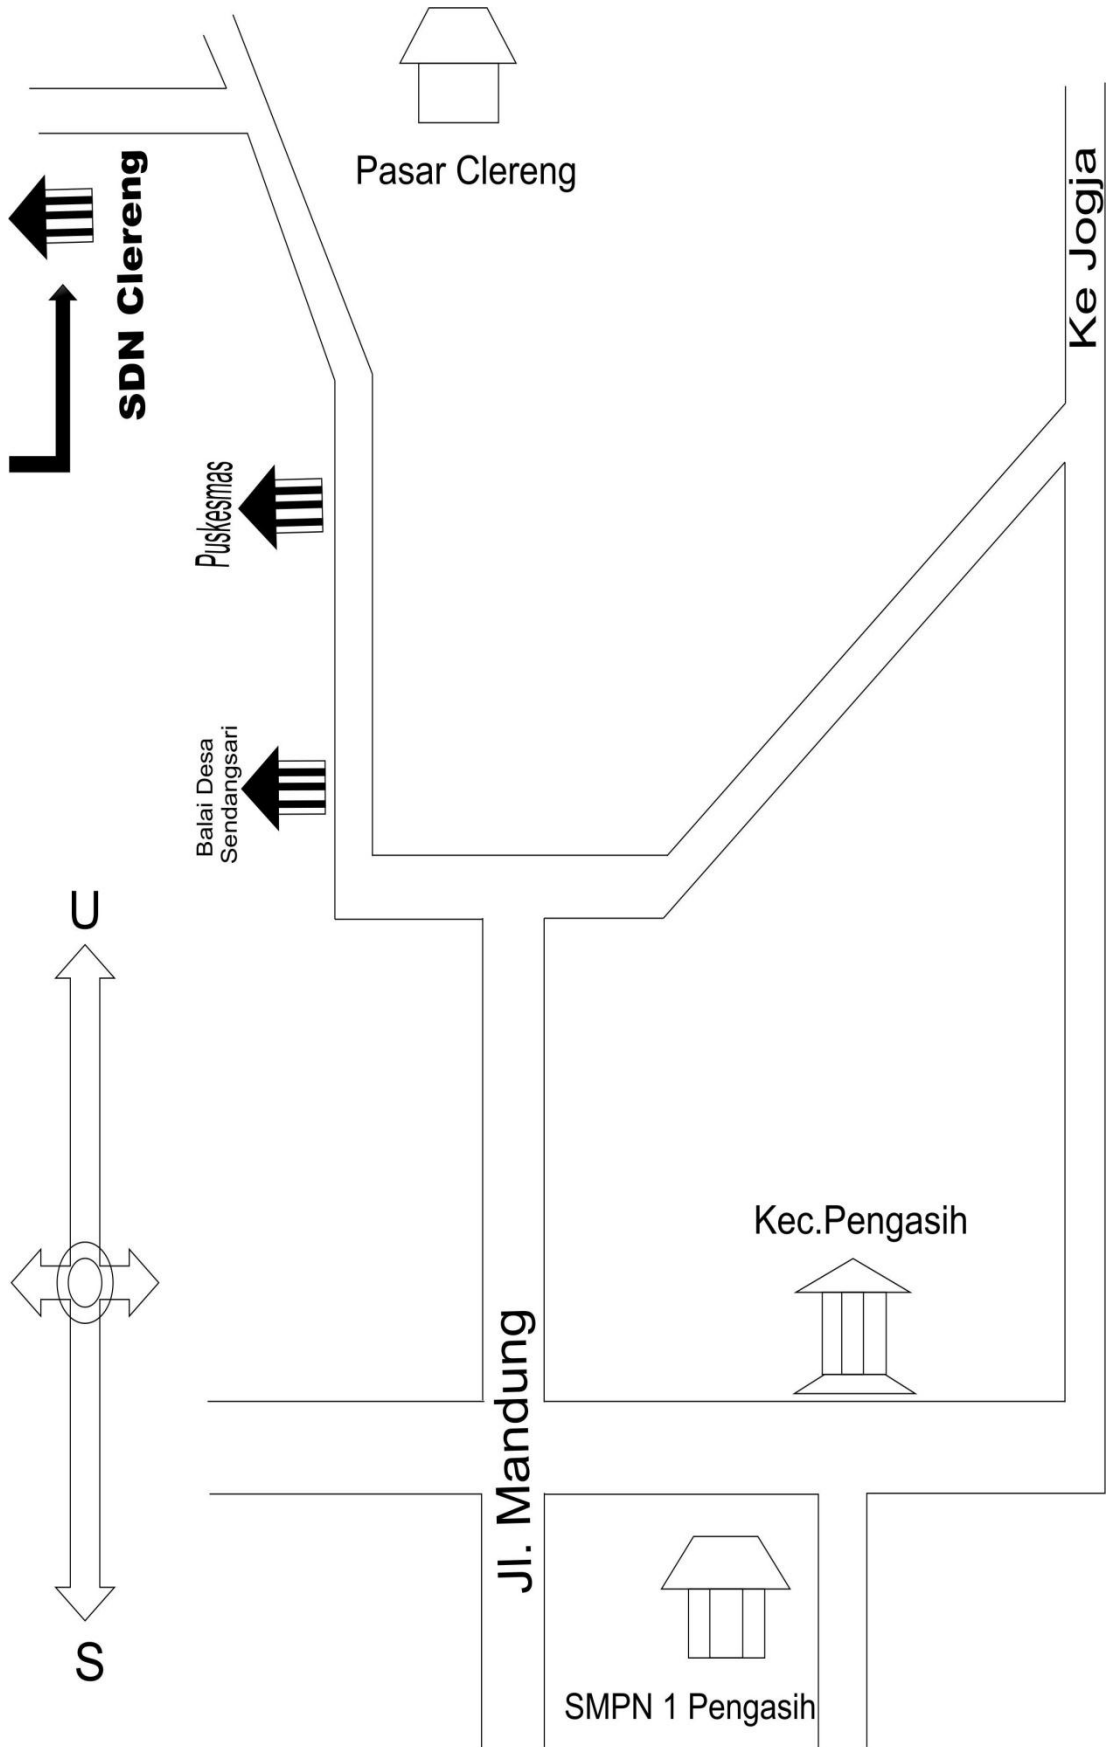 Pasar Clereng
Ke Jogja
SDN Clereng
Puskesmas
Balai Desa
Sendangsari
U
Kec.Pengasih
Jl. Mandung
S
SMPN 1 Pengasih